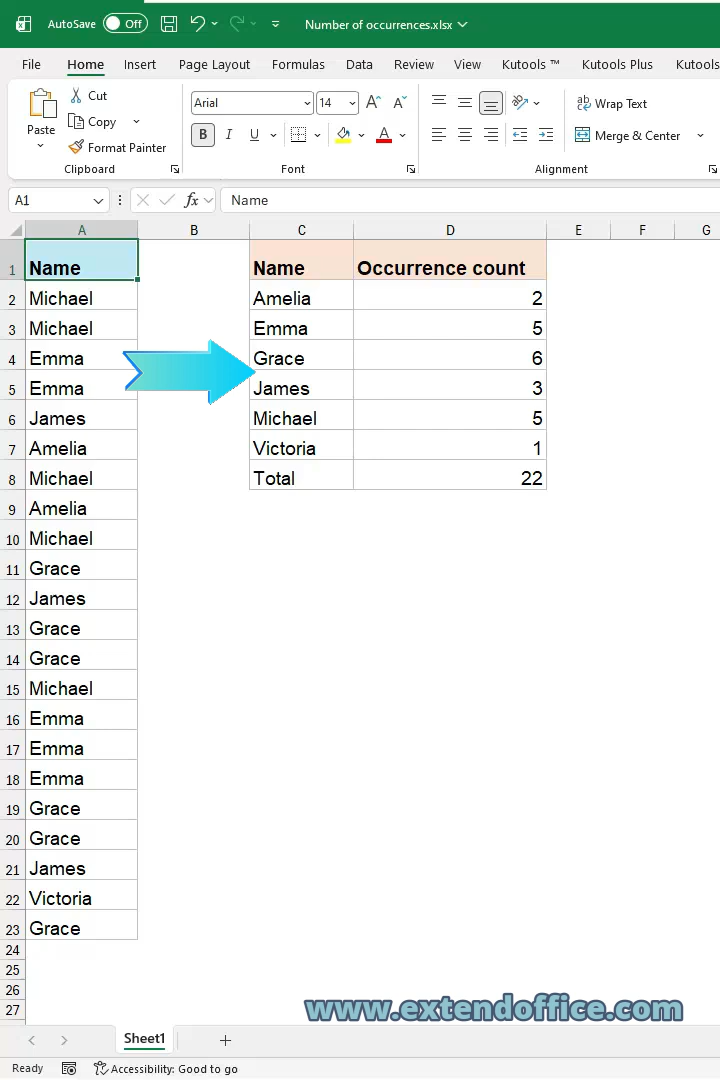 AutoSave Off Number of occurrences.xlsx
File Home Insert Page Layout Formulas Data Review View Kutools ™ Kutools Plus Kutools
Paste Cut Copy Format Painter
Clipboard
Arial 14 A A
B I U A
Font
ab Wrap Text
Merge & Center
Alignment
A1 fx Name
A B C D E F G
1 Name Name Occurrence count
2 Michael Amelia 2
3 Michael Emma 5
4 Emma Grace 6
5 Emma James 3
6 James Michael 5
7 Amelia Victoria 1
8 Michael Total 22
9 Amelia
10 Michael
11 Grace
12 James
13 Grace
14 Grace
15 Michael
16 Emma
17 Emma
18 Emma
19 Grace
20 Grace
21 James
22 Victoria
23 Grace
24
25
26
27
www.extendoffice.com
Sheet1
Ready Accessibility: Good to go